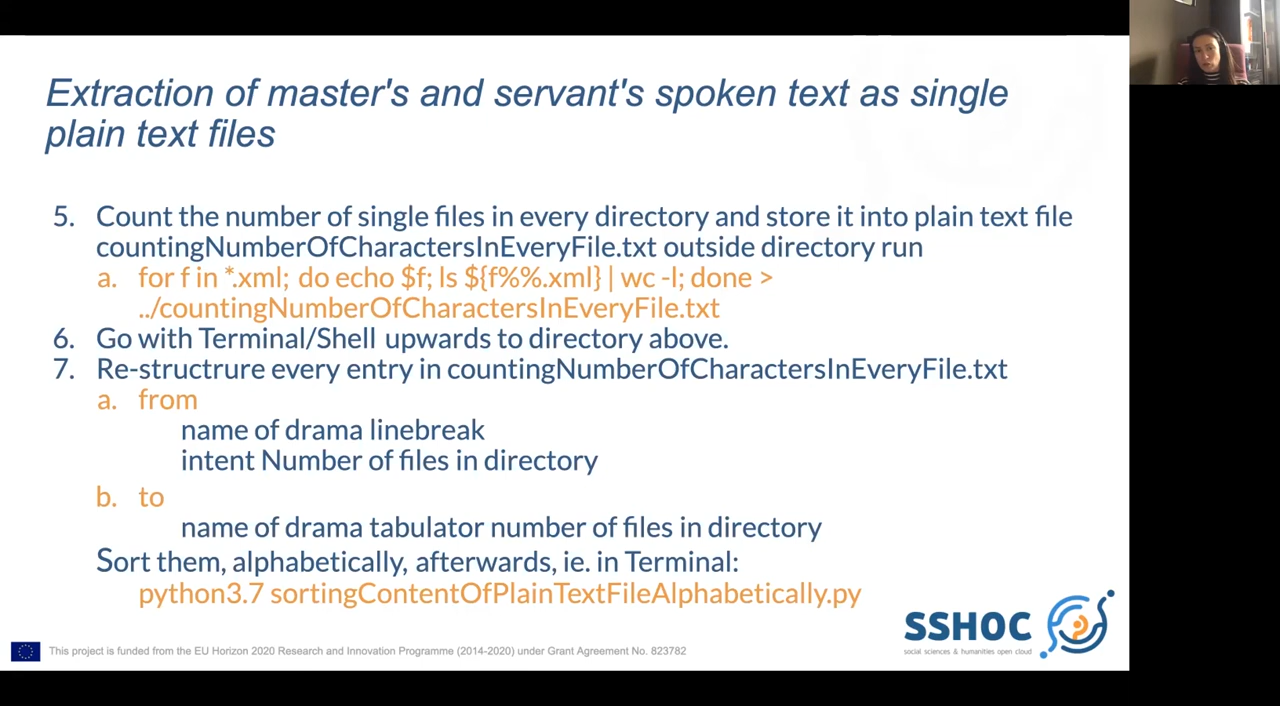 Extraction of master's and servant's spoken text as single
plain text files
5. Count the number of single files in every directory and store it into plain text file
countingNumberOfCharactersInEveryFile.txt outside directory run
a. for f in *.xml; do echo $f; ls ${f%%.xml} | wc -l; done >
../countingNumberOfCharactersInEveryFile.txt
6. Go with Terminal/Shell upwards to directory above.
7. Re-structrure every entry in countingNumberOfCharactersInEveryFile.txt
a. from
name of drama linebreak
intent Number of files in directory
b. to
name of drama tabulator number of files in directory
Sort them, alphabetically, afterwards, ie. in Terminal:
python3.7 sortingContentOfPlainTextFileAlphabetically.py
SSHOC
social sciences & humanities open cloud
This project is funded from the EU Horizon 2020 Research and Innovation Programme (2014-2020) under Grant Agreement No. 823782